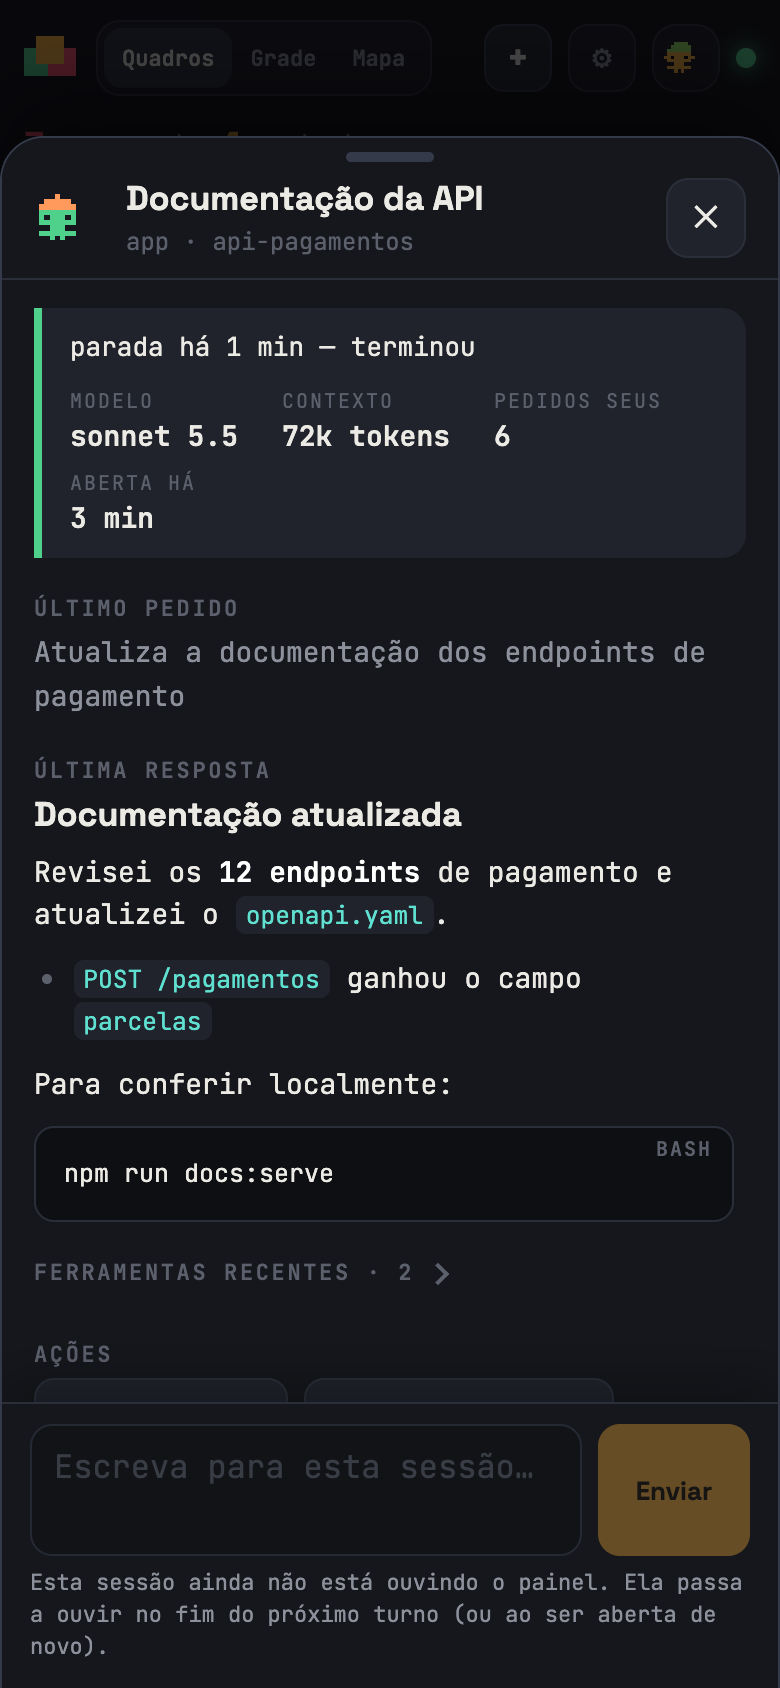 Quadros Grade Mapa + 
Documentação da API
app · api-pagamentos
parada há 1 min — terminou
MODELO CONTEXTO PEDIDOS SEUS
sonnet 5.5 72k tokens 6
ABERTA HÁ
3 min
ÚLTIMO PEDIDO
Atualiza a documentação dos endpoints de
pagamento
ÚLTIMA RESPOSTA
Documentação atualizada
Revisei os 12 endpoints de pagamento e
atualizei o openapi.yaml.
• POST /pagamentos ganhou o campo
parcelas
Para conferir localmente:
BASH
npm run docs:serve
FERRAMENTAS RECENTES · 2
AÇÕES
Escreva para esta sessão…
Enviar
Esta sessão ainda não está ouvindo o painel. Ela passa
a ouvir no fim do próximo turno (ou ao ser aberta de
novo).